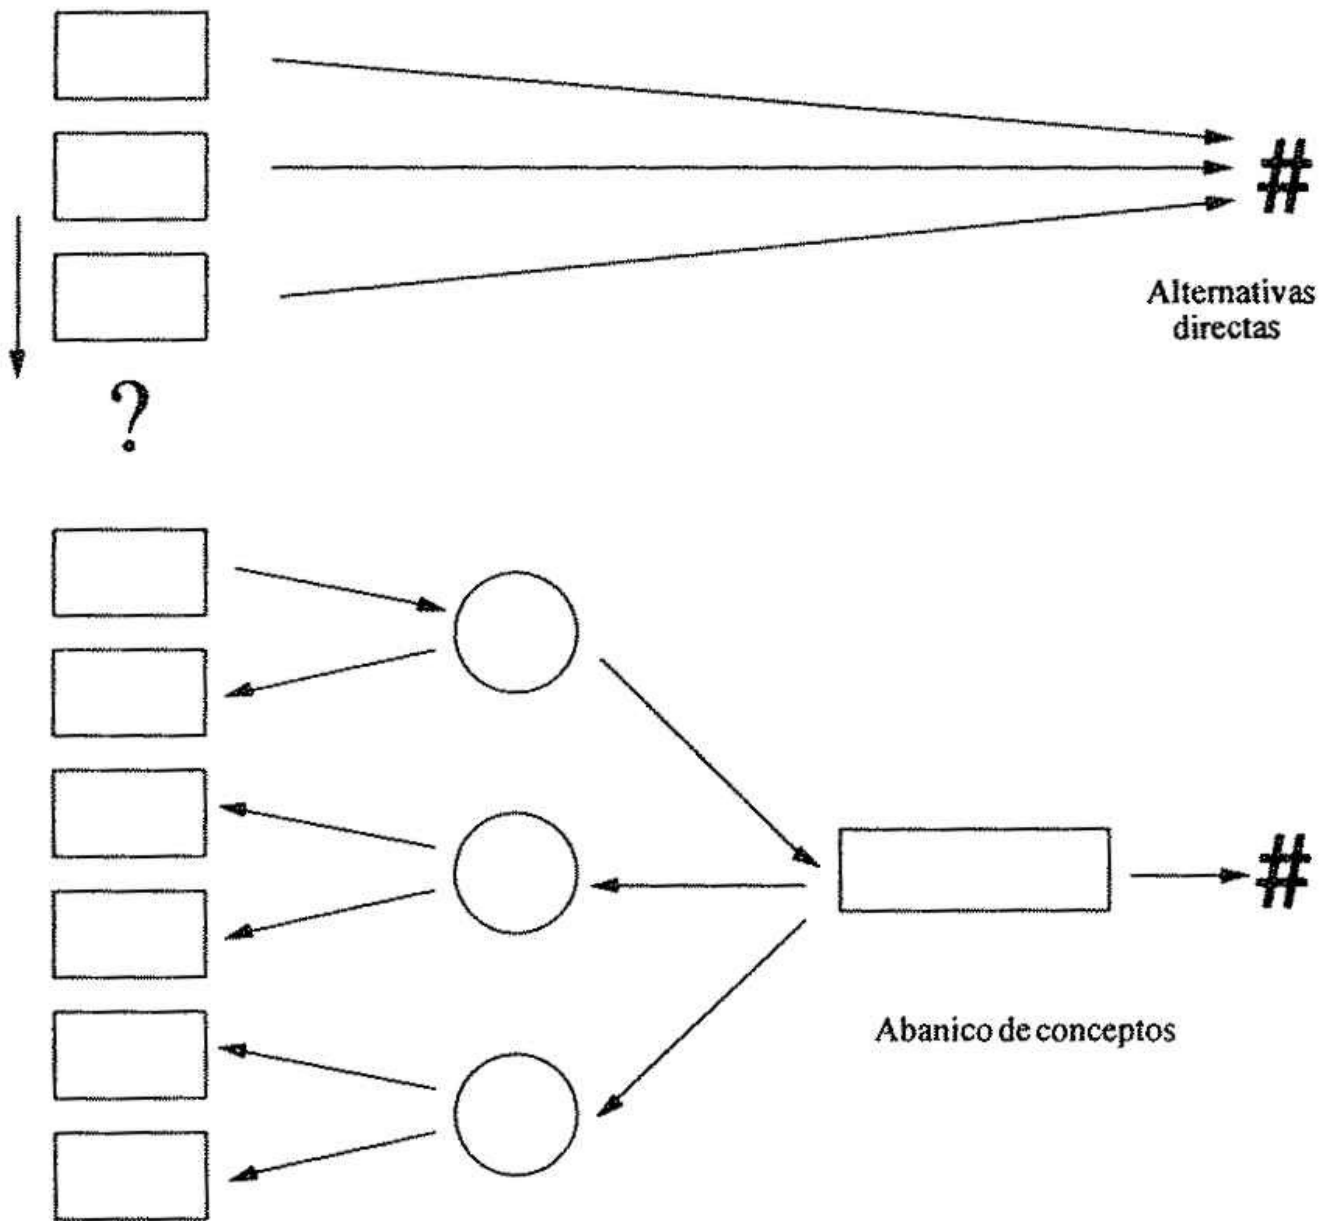 #
Alternativas
directas
?
#
Abanico de conceptos